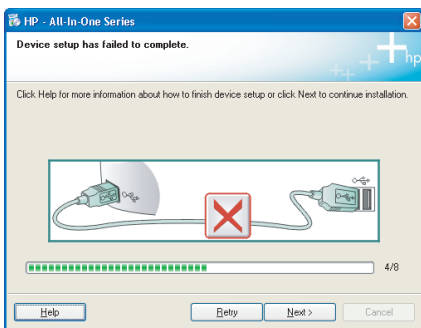 HP - All-In-One Series
Device setup has failed to complete.
hp
Click Help for more information about how to finish device setup or click Next to continue installation.
4/8
Help Retry Next > Cancel